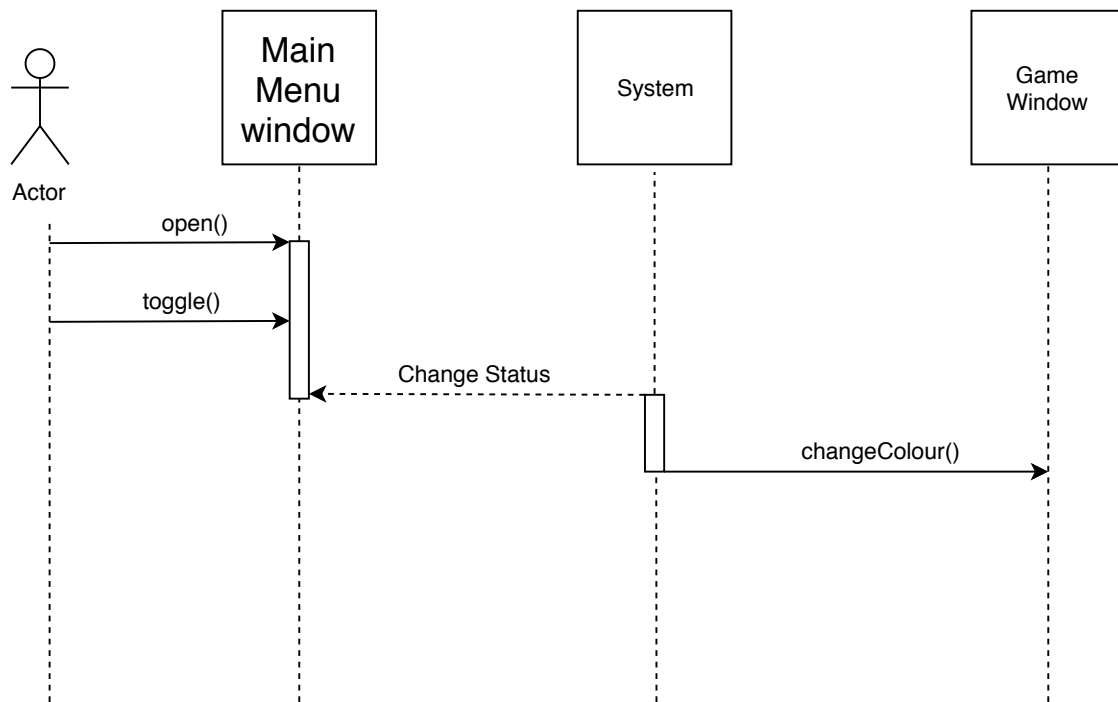 Main
Menu
window
System
Game
Window
Actor
open()
toggle()
Change Status
changeColour()